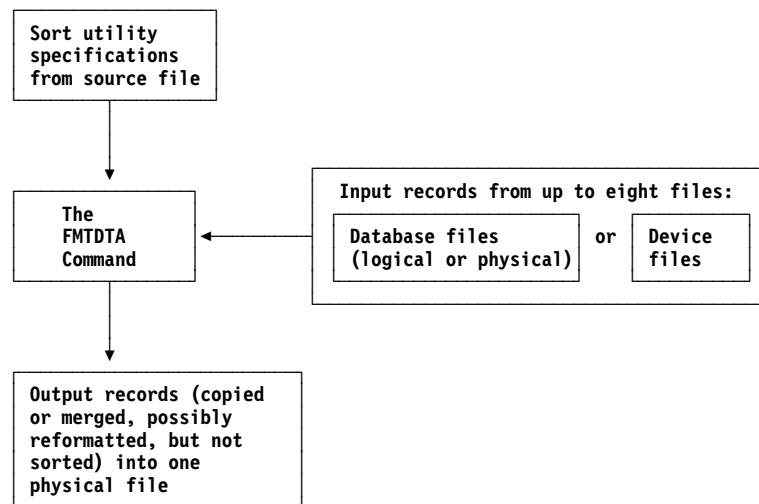 Sort utility
specifications
from source file
The
FMTDTA
Command
Input records from up to eight files:
Database files
(logical or physical)
or
Device
files
Output records (copied
or merged, possibly
reformatted, but not
sorted) into one
physical file